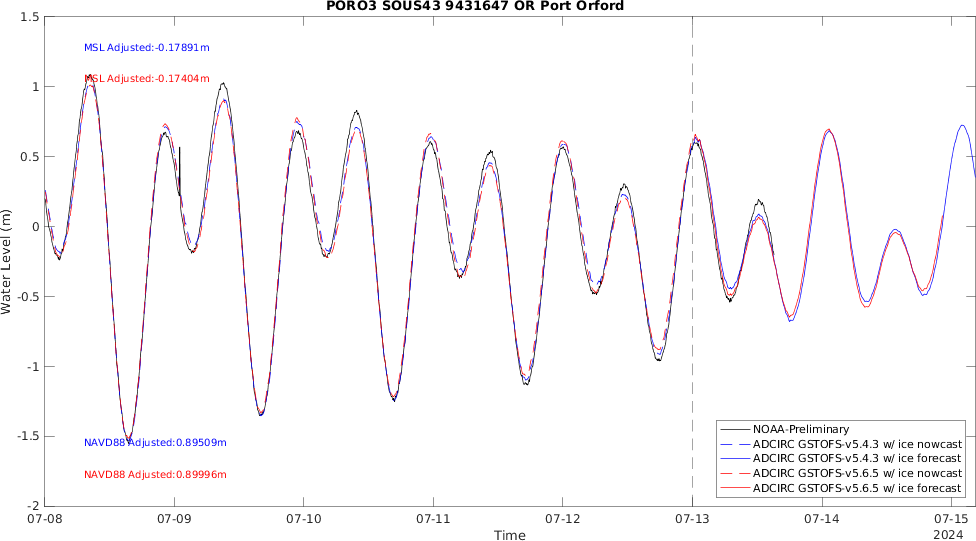 PORO3 SOUS43 9431647 OR Port Orford
1.5
1
0.5
0
-0.5
-1
-1.5
-2
Water Level (m)
MSL Adjusted:-0.17891m
MSL Adjusted:-0.17404m
NAVD88 Adjusted:0.89509m
NAVD88 Adjusted:0.89996m
NOAA-Preliminary
ADCIRC GSTOFS-v5.4.3 w/ ice nowcast
ADCIRC GSTOFS-v5.4.3 w/ ice forecast
ADCIRC GSTOFS-v5.6.5 w/ ice nowcast
ADCIRC GSTOFS-v5.6.5 w/ ice forecast
07-08 07-09 07-10 07-11 07-12 07-13 07-14 07-15
Time
2024